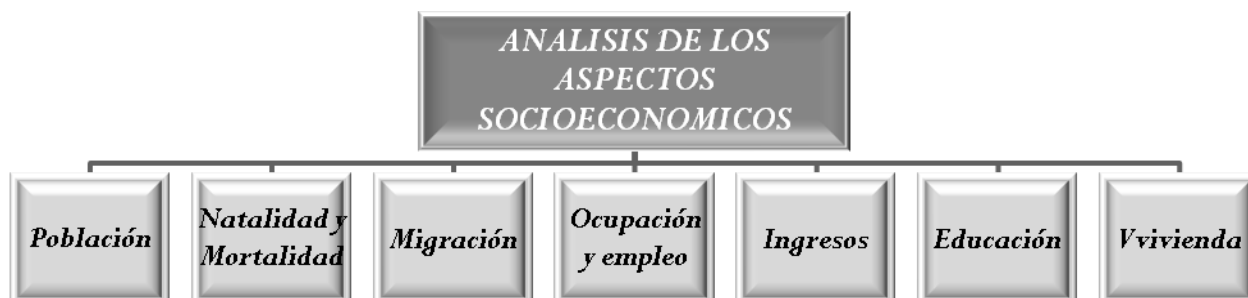 ANALISIS DE LOS
ASPECTOS
SOCIOECONOMICOS
Población
Natalidad y
Mortalidad
Migración
Ocupación
y empleo
Ingresos
Educación
Vvivienda